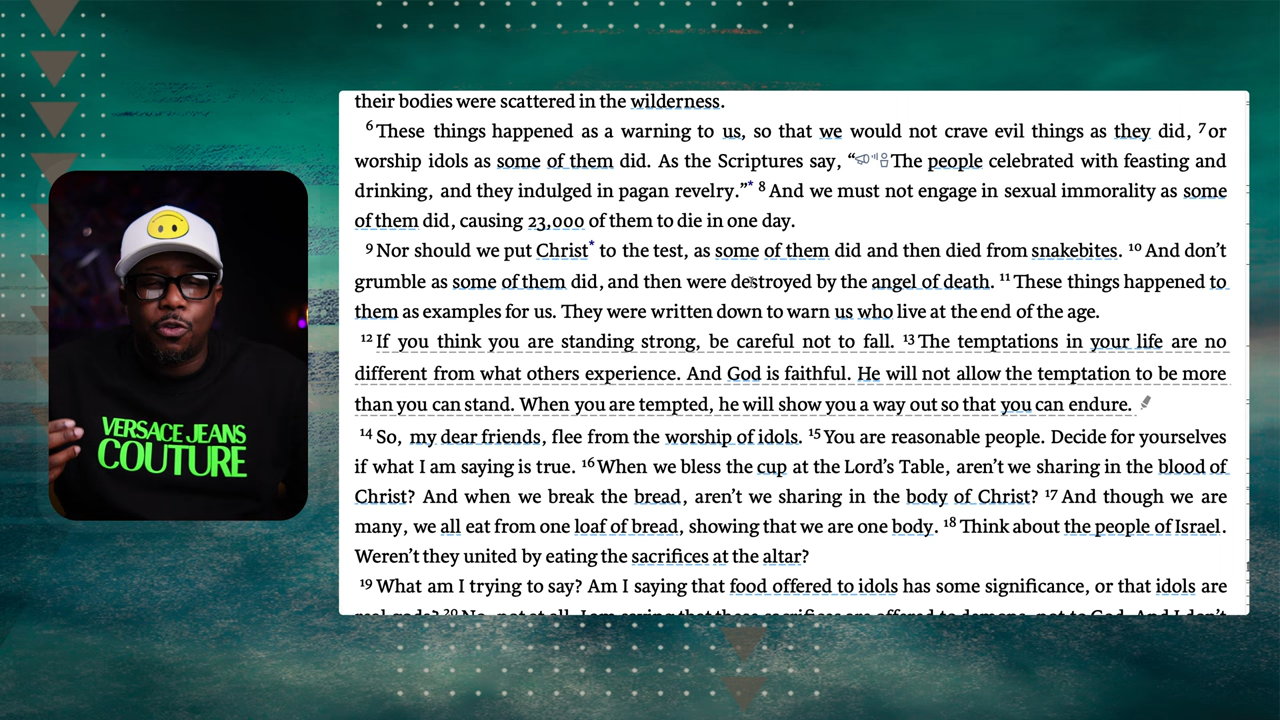 their bodies were scattered in the wilderness.
6 These things happened as a warning to us, so that we would not crave evil things as they did, 7 or
worship idols as some of them did. As the Scriptures say, “The people celebrated with feasting and
drinking, and they indulged in pagan revelry.”* 8 And we must not engage in sexual immorality as some
of them did, causing 23,000 of them to die in one day.
9 Nor should we put Christ* to the test, as some of them did and then died from snakebites. 10 And don’t
grumble as some of them did, and then were destroyed by the angel of death. 11 These things happened to
them as examples for us. They were written down to warn us who live at the end of the age.
12 If you think you are standing strong, be careful not to fall. 13 The temptations in your life are no
different from what others experience. And God is faithful. He will not allow the temptation to be more
than you can stand. When you are tempted, he will show you a way out so that you can endure.
14 So, my dear friends, flee from the worship of idols. 15 You are reasonable people. Decide for yourselves
if what I am saying is true. 16 When we bless the cup at the Lord’s Table, aren’t we sharing in the blood of
Christ? And when we break the bread, aren’t we sharing in the body of Christ? 17 And though we are
many, we all eat from one loaf of bread, showing that we are one body. 18 Think about the people of Israel.
Weren’t they united by eating the sacrifices at the altar?
19 What am I trying to say? Am I saying that food offered to idols has some significance, or that idols are
VERSACE JEANS
COUTURE